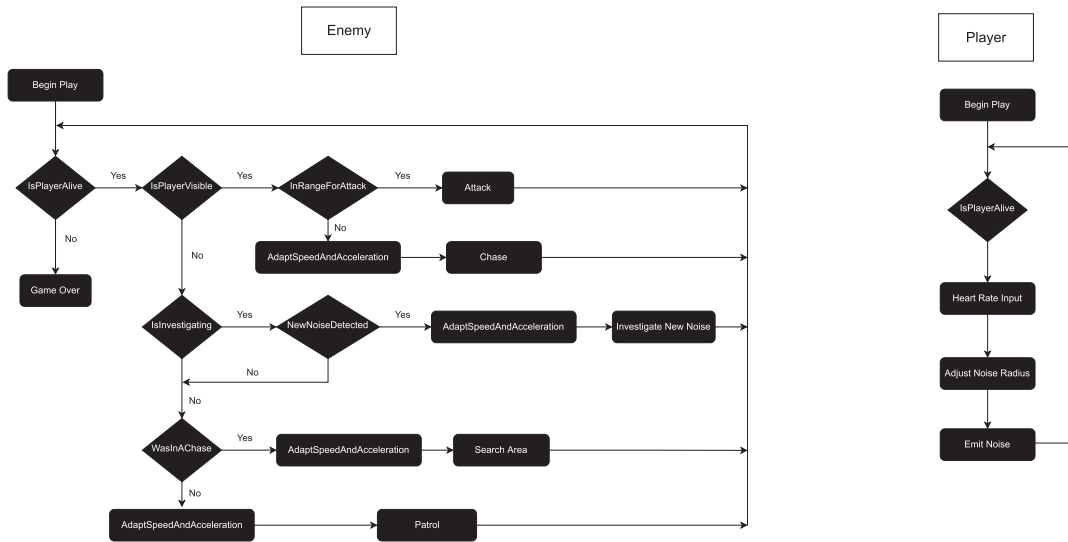 Enemy
Player
Begin Play
Begin Play
IsPlayerAlive
Yes
IsPlayerVisible
Yes
InRangeForAttack
Yes
Attack
IsPlayerAlive
No
No
No
AdaptSpeedAndAcceleration
Chase
Game Over
Heart Rate Input
IsInvestigating
Yes
NewNoiseDetected
Yes
AdaptSpeedAndAcceleration
Investigate New Noise
No
Adjust Noise Radius
No
WasInAChase
Yes
AdaptSpeedAndAcceleration
Search Area
Emit Noise
No
AdaptSpeedAndAcceleration
Patrol